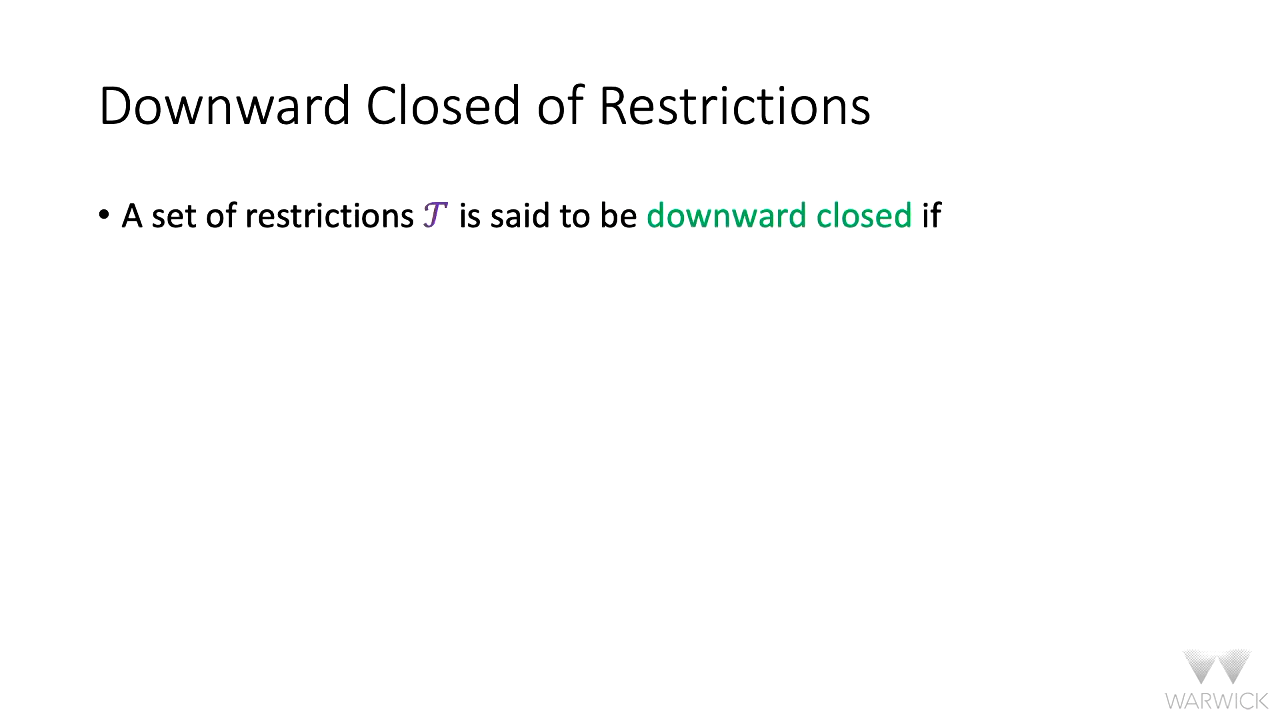 Downward Closed of Restrictions
• A set of restrictions 𝒯 is said to be downward closed if
WARWICK